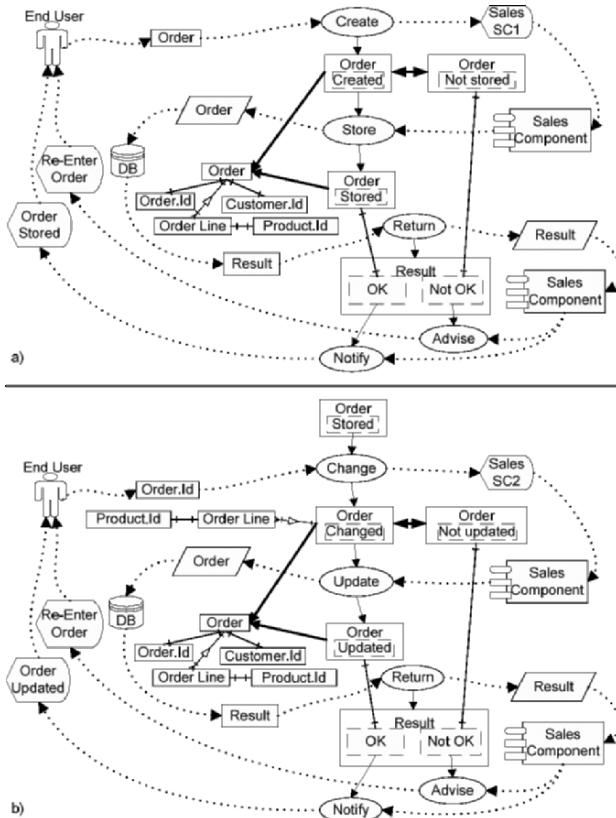 End User
Order
Create
Sales
SC1
Order
Created
Order
Not stored
Order
Store
Sales
Component
DB
Re-Enter
Order
Order
Order
Stored
Order.Id
Customer.Id
Order Line
Product.Id
Order
Stored
Return
Result
Result
Result
OK
Not OK
Sales
Component
Advise
Notify
a)
Order
Stored
End User
Order.Id
Change
Sales
SC2
Product.Id
Order Line
Order
Changed
Order
Not updated
Order
Update
Sales
Component
DB
Re-Enter
Order
Order
Order
Updated
Order.Id
Customer.Id
Order Line
Product.Id
Order
Updated
Return
Result
Result
Result
OK
Not OK
Sales
Component
Advise
Notify
b)